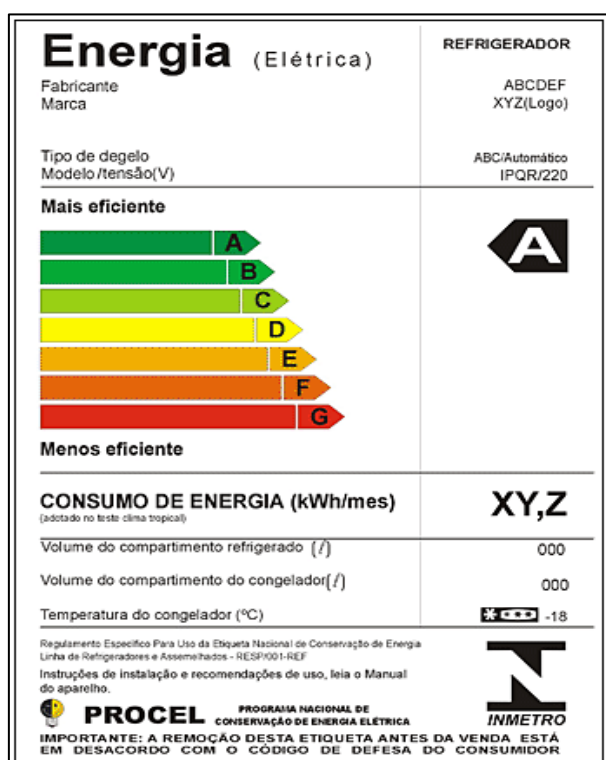 Energia (Elétrica)
REFRIGERADOR
Fabricante
ABCDEF
Marca
XYZ(Logo)
Tipo de degelo
ABC/Automático
Modelo/tensão(V)
IPQR/220
Mais eficiente
A
A
B
C
D
E
F
G
Menos eficiente
CONSUMO DE ENERGIA (kWh/mes)
XY,Z
(adotado no teste clima tropical)
Volume do compartimento refrigerado (l)
000
Volume do compartimento do congelador(l)
000
Temperatura do congelador (ºC)
-18
Regulamento Específico Para Uso da Etiqueta Nacional de Conservação de Energia
Linha de Refrigeradores e Assemelhados - RESP/001-REF
Instruções de instalação e recomendações de uso, leia o Manual
do aparelho.
PROCEL
PROGRAMA NACIONAL DE
CONSERVAÇÃO DE ENERGIA ELÉTRICA
INMETRO
IMPORTANTE: A REMOÇÃO DESTA ETIQUETA ANTES DA VENDA ESTÁ
EM DESACORDO COM O CÓDIGO DE DEFESA DO CONSUMIDOR